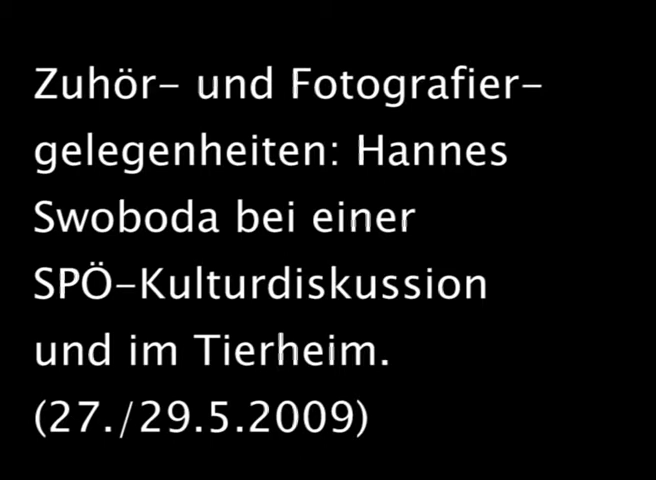 Zuhör- und Fotografier-
gelegenheiten: Hannes
Swoboda bei einer
SPÖ-Kulturdiskussion
und im Tierheim.
(27./29.5.2009)